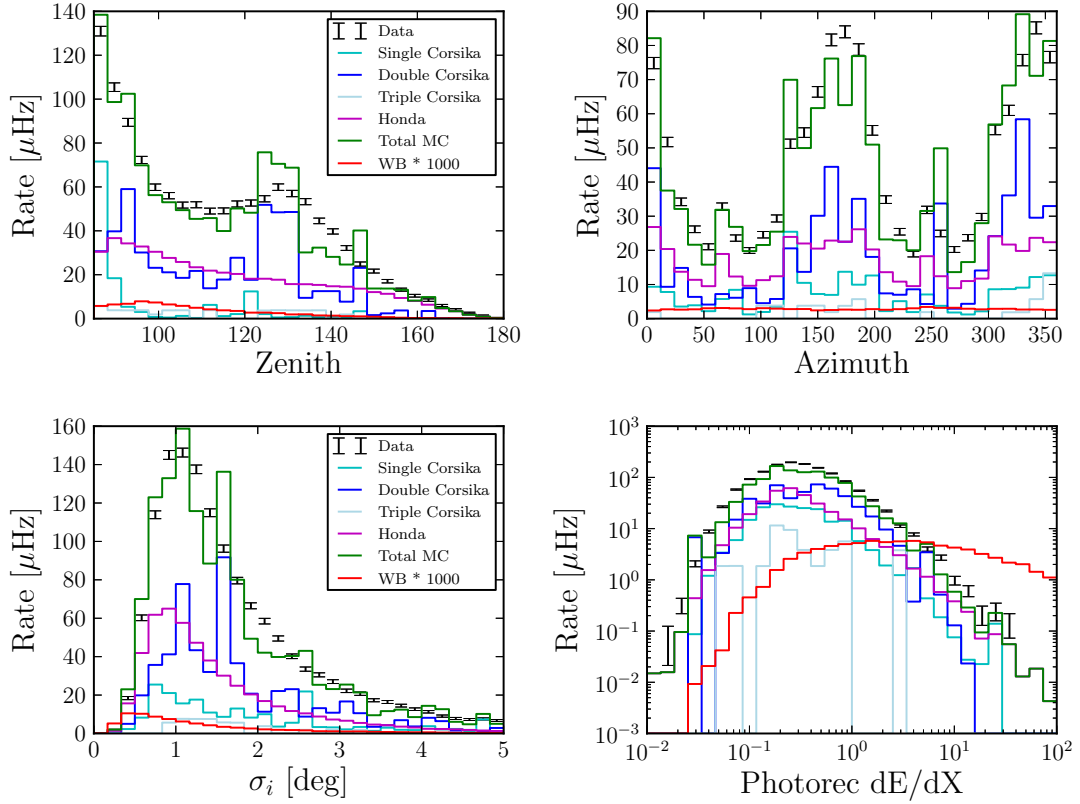 140
120
100
80
60
40
20
0
Rate [μHz]
100 120 140 160 180
Zenith
Data
Single Corsika
Double Corsika
Triple Corsika
Honda
Total MC
WB * 1000
90
80
70
60
50
40
30
20
10
0
Rate [μHz]
0 50 100 150 200 250 300 350
Azimuth
160
140
120
100
80
60
40
20
0
Rate [μHz]
0 1 2 3 4 5
σᵢ [deg]
Data
Single Corsika
Double Corsika
Triple Corsika
Honda
Total MC
WB * 1000
10³
10²
10¹
10⁰
10⁻¹
10⁻²
10⁻³
Rate [μHz]
10⁻² 10⁻¹ 10⁰ 10¹ 10²
Photorec dE/dX